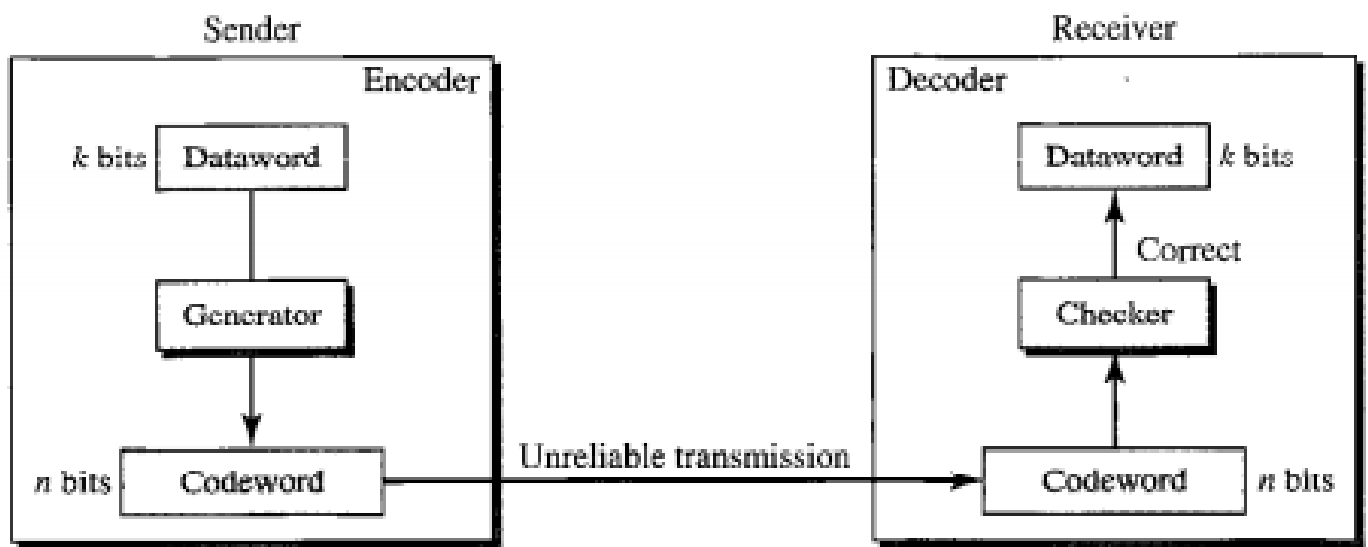 Sender
Encoder
k bits
Dataword
Generator
n bits
Codeword
Unreliable transmission
Receiver
Decoder
Dataword
k bits
Correct
Checker
Codeword
n bits